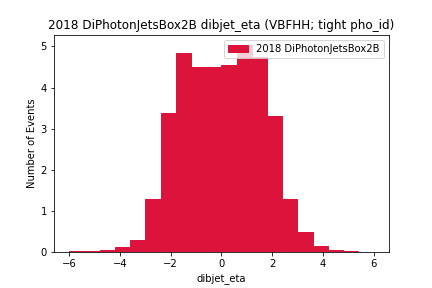 2018 DiPhotonJetsBox2B dibjet_eta (VBFHH; tight pho_id)
2018 DiPhotonJetsBox2B
Number of Events
5
4
3
2
1
0
−6 −4 −2 0 2 4 6
dibjet_eta